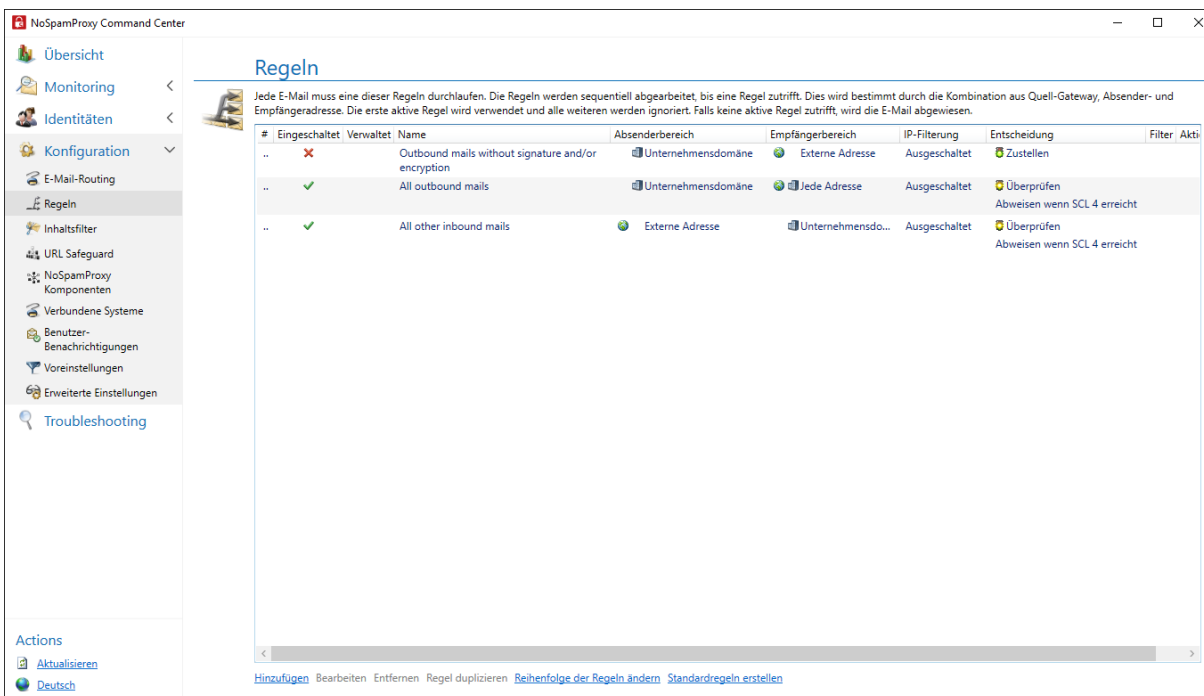 NoSpamProxy Command Center
Übersicht
Monitoring
Identitäten
Konfiguration
E-Mail-Routing
Regeln
Inhaltsfilter
URL Safeguard
NoSpamProxy
Komponenten
Verbundene Systeme
Benutzer-
Benachrichtigungen
Voreinstellungen
Erweiterte Einstellungen
Troubleshooting
Actions
Aktualisieren
Deutsch
Regeln
Jede E-Mail muss eine dieser Regeln durchlaufen. Die Regeln werden sequentiell abgearbeitet, bis eine Regel zutrifft. Dies wird bestimmt durch die Kombination aus Quell-Gateway, Absender- und
Empfängeradresse. Die erste aktive Regel wird verwendet und alle weiteren werden ignoriert. Falls keine aktive Regel zutrifft, wird die E-Mail abgewiesen.
# Eingeschaltet Verwaltet Name Absenderbereich Empfängerbereich IP-Filterung Entscheidung Filter Akti
.. Outbound mails without signature and/or Unternehmensdomäne Externe Adresse Ausgeschaltet Zustellen
encryption
.. All outbound mails Unternehmensdomäne Jede Adresse Ausgeschaltet Überprüfen
Abweisen wenn SCL 4 erreicht
.. All other inbound mails Externe Adresse Unternehmensdo... Ausgeschaltet Überprüfen
Abweisen wenn SCL 4 erreicht
Hinzufügen Bearbeiten Entfernen Regel duplizieren Reihenfolge der Regeln ändern Standardregeln erstellen